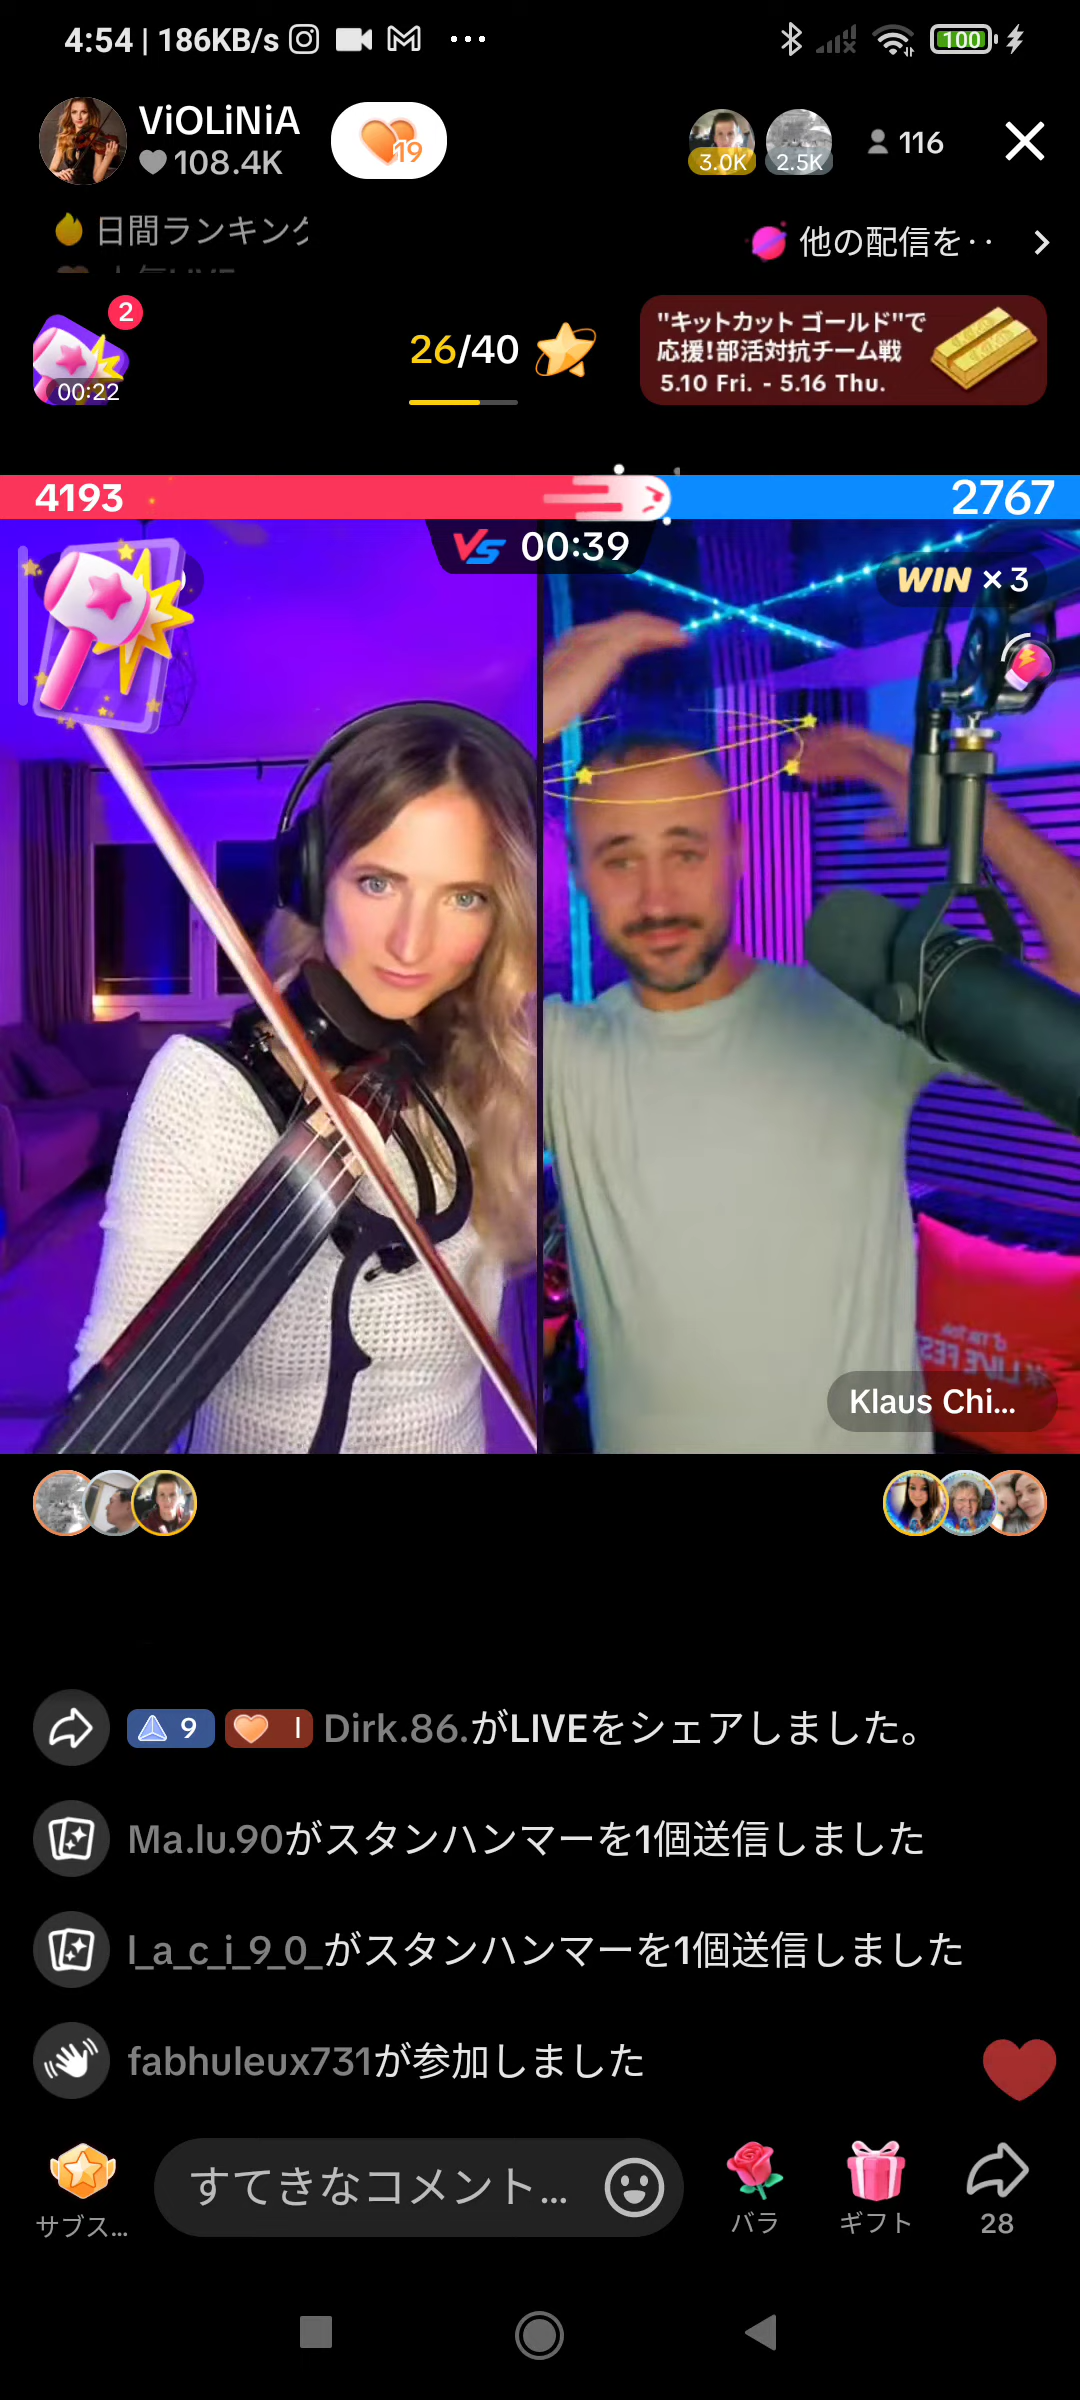 4:54 | 186KB/s
100
ViOLiNiA
108.4K
19
3.0K
2.5K
116
日間ランキング
他の配信を‥
2
00:22
26/40
"キットカット ゴールド"で
応援!部活対抗チーム戦
5.10 Fri. - 5.16 Thu.
4193
2767
VS 00:39
WIN ×3
TikTok
LIVE FES
Klaus Chi...
9
I
Dirk.86.がLIVEをシェアしました。
Ma.lu.90がスタンハンマーを1個送信しました
l_a_c_i_9_0_がスタンハンマーを1個送信しました
fabhuleux731が参加しました
すてきなコメント...
サブス...
バラ
ギフト
28